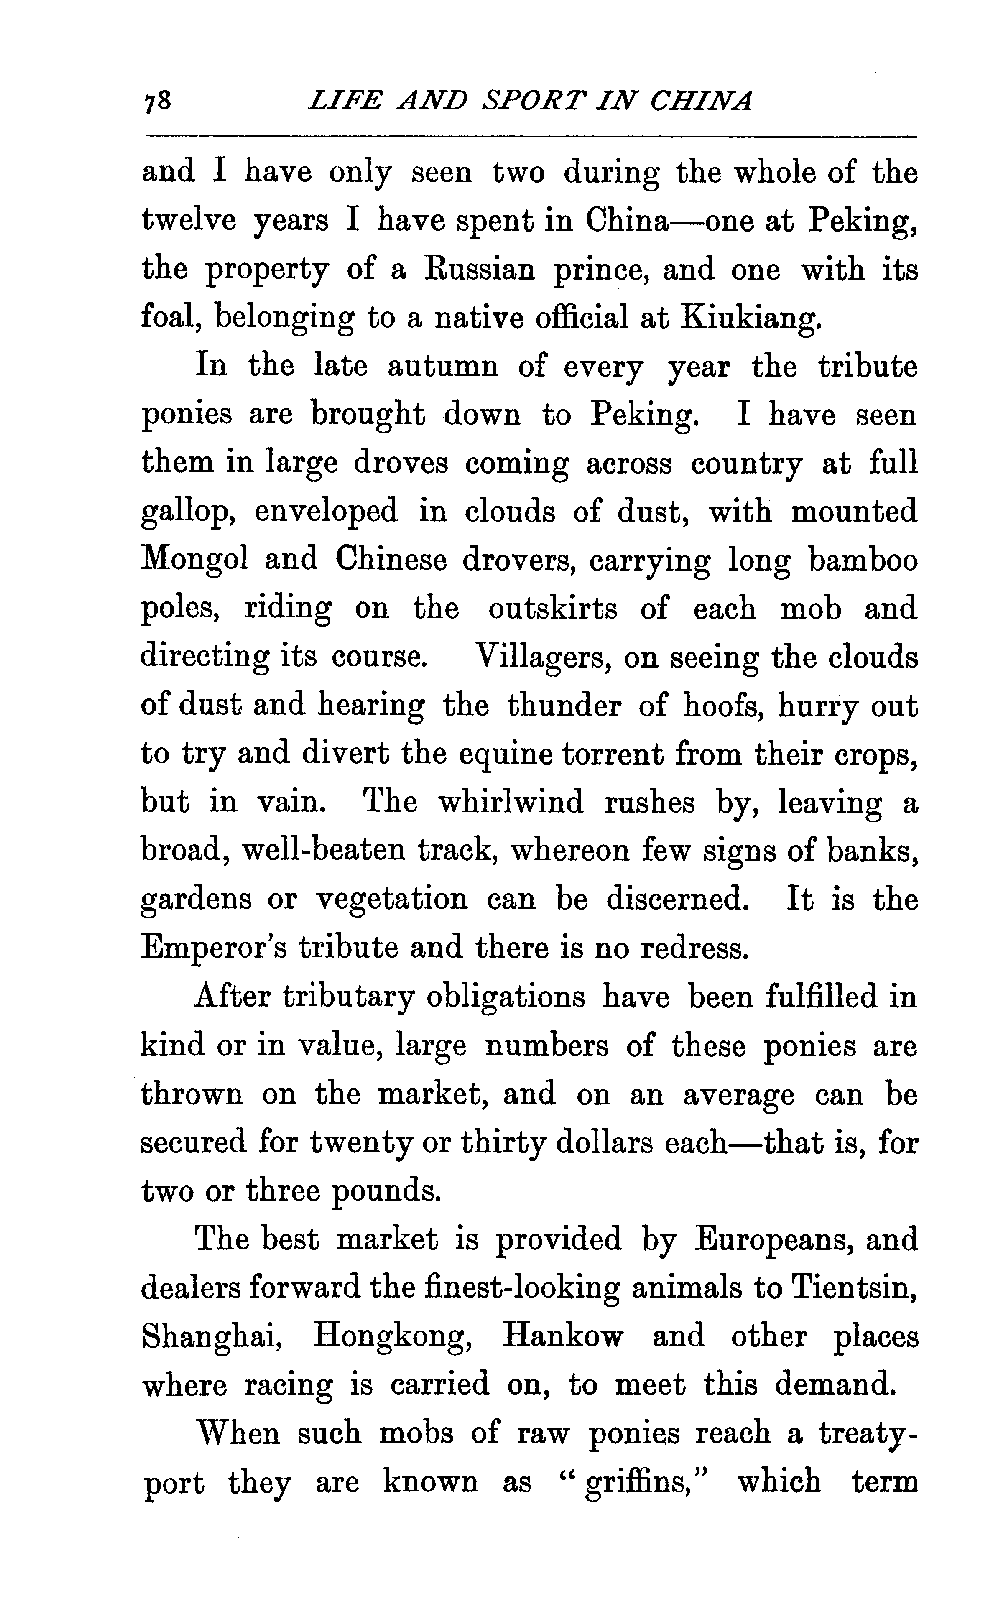 78 LIFE AND SPORT IN CHINA
and I have only seen two during the whole of the
twelve years I have spent in China—one at Peking,
the property of a Russian prince, and one with its
foal, belonging to a native official at Kiukiang.
In the late autumn of every year the tribute
ponies are brought down to Peking. I have seen
them in large droves coming across country at full
gallop, enveloped in clouds of dust, with mounted
Mongol and Chinese drovers, carrying long bamboo
poles, riding on the outskirts of each mob and
directing its course. Villagers, on seeing the clouds
of dust and hearing the thunder of hoofs, hurry out
to try and divert the equine torrent from their crops,
but in vain. The whirlwind rushes by, leaving a
broad, well-beaten track, whereon few signs of banks,
gardens or vegetation can be discerned. It is the
Emperor's tribute and there is no redress.
After tributary obligations have been fulfilled in
kind or in value, large numbers of these ponies are
thrown on the market, and on an average can be
secured for twenty or thirty dollars each—that is, for
two or three pounds.
The best market is provided by Europeans, and
dealers forward the finest-looking animals to Tientsin,
Shanghai, Hongkong, Hankow and other places
where racing is carried on, to meet this demand.
When such mobs of raw ponies reach a treaty-
port they are known as "griffins," which term